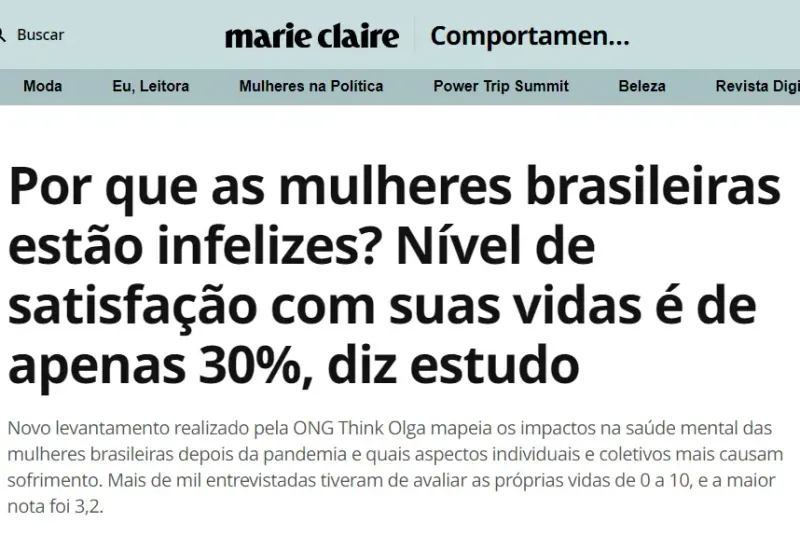 Buscar
marie claire
Comportamen...
Moda
Eu, Leitora
Mulheres na Política
Power Trip Summit
Beleza
Revista Digi
Por que as mulheres brasileiras
estão infelizes? Nível de
satisfação com suas vidas é de
apenas 30%, diz estudo
Novo levantamento realizado pela ONG Think Olga mapeia os impactos na saúde mental das
mulheres brasileiras depois da pandemia e quais aspectos individuais e coletivos mais causam
sofrimento. Mais de mil entrevistadas tiveram de avaliar as próprias vidas de 0 a 10, e a maior
nota foi 3,2.